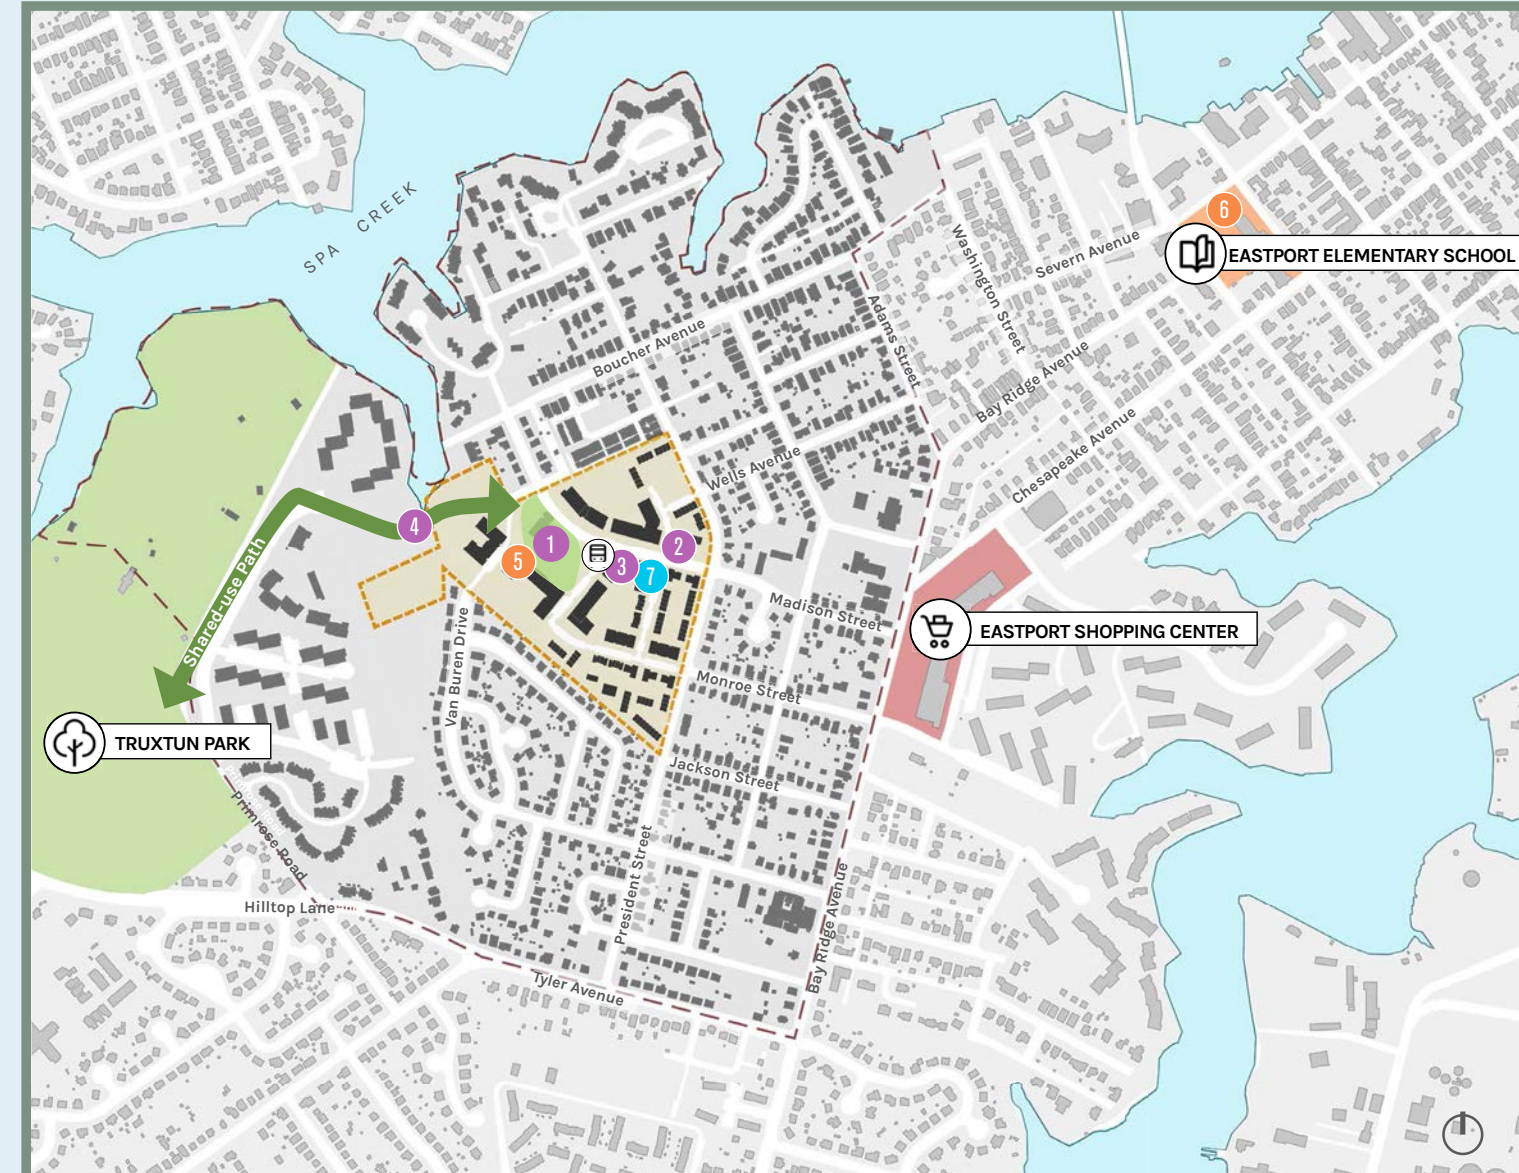 SPA CREEK
Severn Avenue
Washington Street
6
EASTPORT ELEMENTARY SCHOOL
Adams Street
Boucher Avenue
Bay Ridge Avenue
Chesapeake Avenue
Wells Avenue
4
1
2
5
3
7
Shared-use Path
Madison Street
EASTPORT SHOPPING CENTER
Van Buren Drive
Monroe Street
TRUXTUN PARK
Jackson Street
Primrose Road
President Street
Bay Ridge Avenue
Hilltop Lane
Tyler Avenue